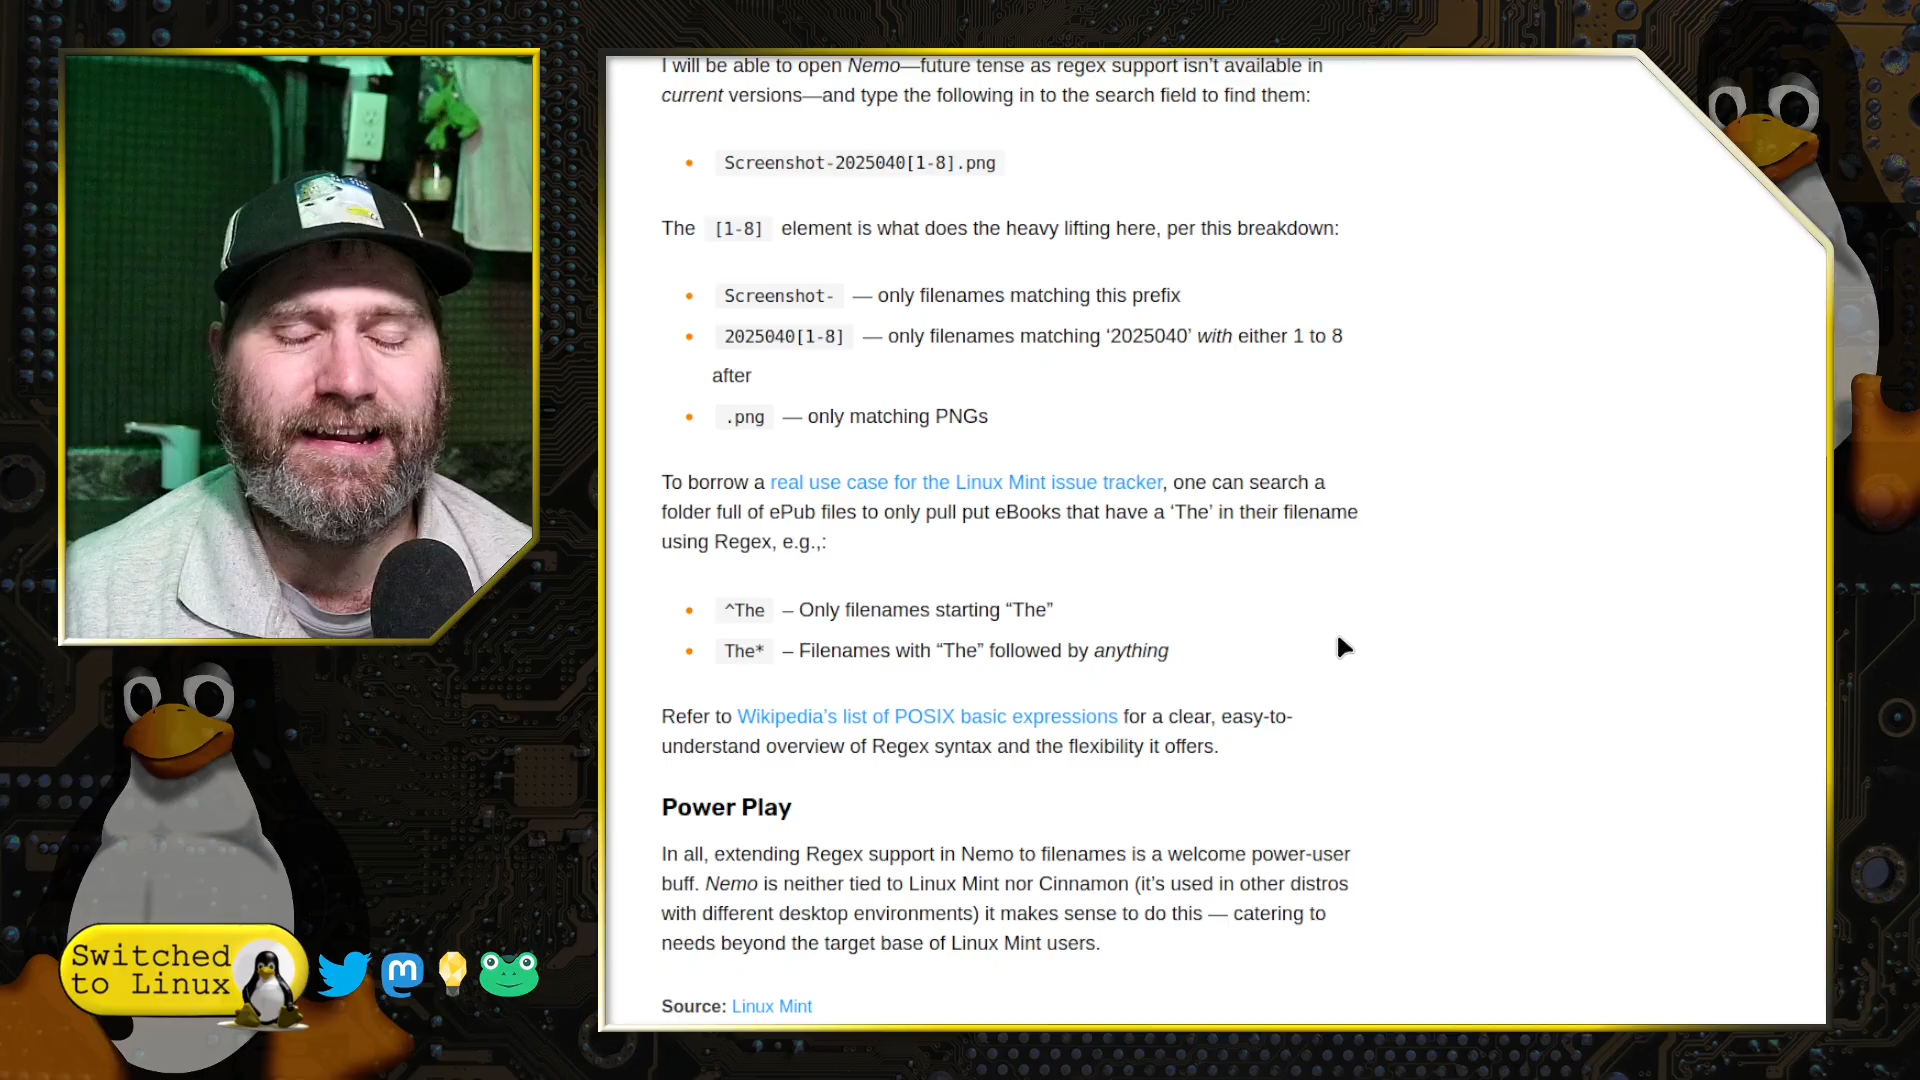 I will be able to open Nemo—future tense as regex support isn’t available in
current versions—and type the following in to the search field to find them:
Screenshot-2025040[1-8].png
The [1-8] element is what does the heavy lifting here, per this breakdown:
Screenshot- — only filenames matching this prefix
2025040[1-8] — only filenames matching ‘2025040’ with either 1 to 8
after
.png — only matching PNGs
To borrow a real use case for the Linux Mint issue tracker, one can search a
folder full of ePub files to only pull put eBooks that have a ‘The’ in their filename
using Regex, e.g.,:
^The – Only filenames starting “The”
The* – Filenames with “The” followed by anything
Refer to Wikipedia’s list of POSIX basic expressions for a clear, easy-to-
understand overview of Regex syntax and the flexibility it offers.
Power Play
In all, extending Regex support in Nemo to filenames is a welcome power-user
buff. Nemo is neither tied to Linux Mint nor Cinnamon (it’s used in other distros
with different desktop environments) it makes sense to do this — catering to
needs beyond the target base of Linux Mint users.
Source: Linux Mint
Switched
to Linux
m